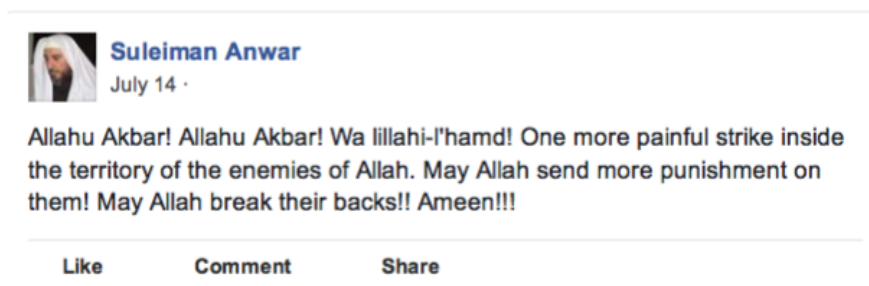 Suleiman Anwar
July 14 ·
Allahu Akbar! Allahu Akbar! Wa lillahi-l'hamd! One more painful strike inside
the territory of the enemies of Allah. May Allah send more punishment on
them! May Allah break their backs!! Ameen!!!
Like Comment Share